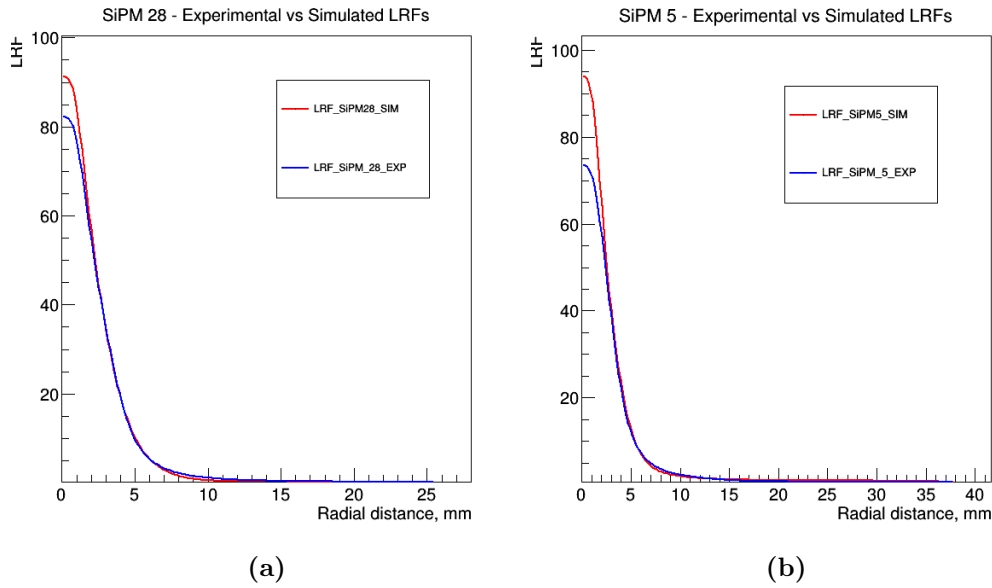 SiPM 28 - Experimental vs Simulated LRFs
LRF
100
80
60
40
20
0
5
10
15
20
25
Radial distance, mm
LRF_SiPM28_SIM
LRF_SiPM_28_EXP
(a)
SiPM 5 - Experimental vs Simulated LRFs
LRF
100
80
60
40
20
0
5
10
15
20
25
30
35
40
Radial distance, mm
LRF_SiPM5_SIM
LRF_SiPM_5_EXP
(b)